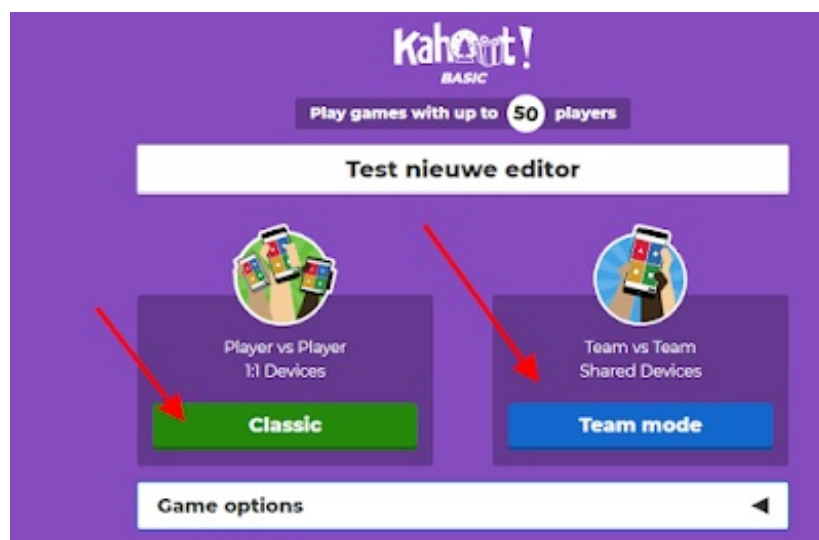 Kahoot!
BASIC
Play games with up to 50 players
Test nieuwe editor
Player vs Player
1:1 Devices
Classic
Team vs Team
Shared Devices
Team mode
Game options